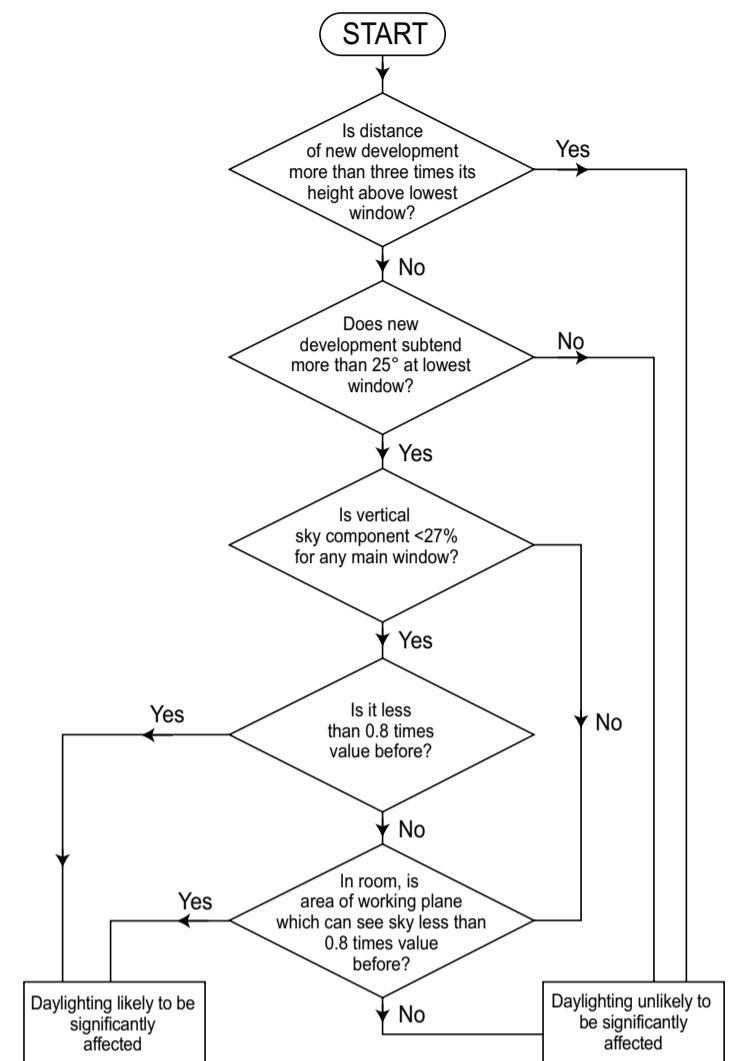 START
Is distance
of new development
more than three times its
height above lowest
window?
Yes
No
Does new
development subtend
more than 25° at lowest
window?
No
Yes
Is vertical
sky component <27%
for any main window?
Yes
No
Is it less
than 0.8 times
value before?
Yes
No
In room, is
area of working plane
which can see sky less than
0.8 times value
before?
Yes
No
Daylighting likely to be
significantly
affected
Daylighting unlikely to
be significantly
affected